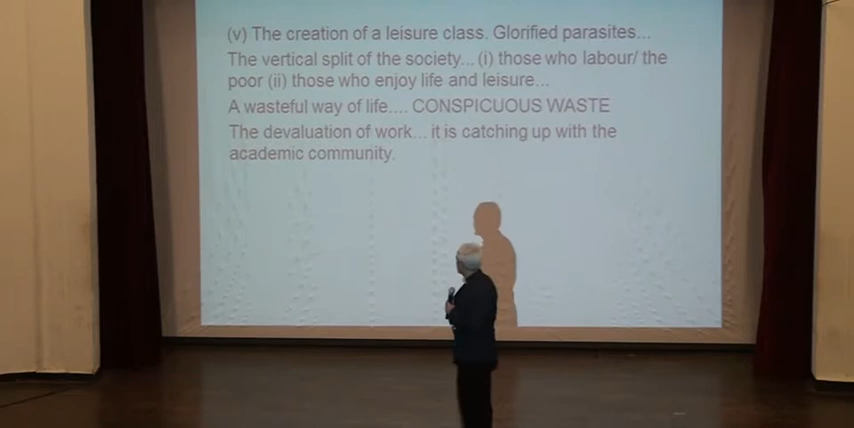 (v) The creation of a leisure class. Glorified parasites...
The vertical split of the society... (i) those who labour/ the
poor (ii) those who enjoy life and leisure...
A wasteful way of life.... CONSPICUOUS WASTE
The devaluation of work... it is catching up with the
academic community.